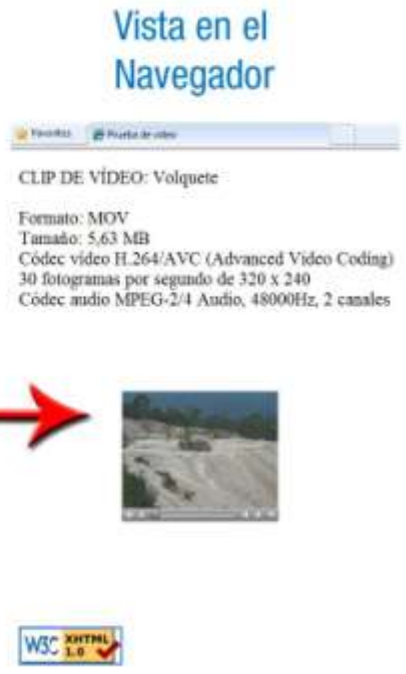 Vista en el
Navegador
Favoritos Prueba de video
CLIP DE VÍDEO: Volquete
Formato: MOV
Tamaño: 5,63 MB
Códec vídeo H.264/AVC (Advanced Video Coding)
30 fotogramas por segundo de 320 x 240
Códec audio MPEG-2/4 Audio, 48000Hz, 2 canales
W3C XHTML
1.0